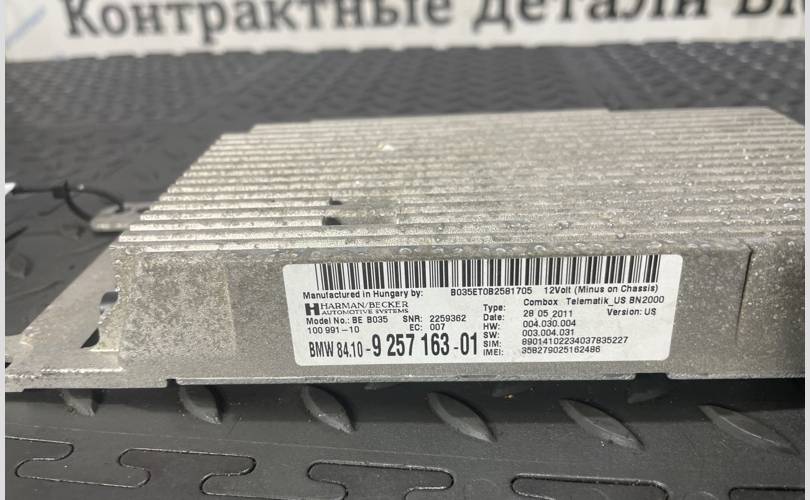 Контрактные детали
B035ET0B2581705 12Volt (Minus on Chassis)
Manufactured in Hungary by:
HARMAN/BECKER
AUTOMOTIVE SYSTEMS
Model No.: BE B035 SNR: 2259362
100 991-10 EC: 007
BMW 84.10-9 257 163-01
Type: Combox Telematik_US BN2000
Date: 28 05 2011 Version: US
HW: 004.030.004
SW: 003.004.031
SIM: 89014102234037835227
IMEI: 358279025162486